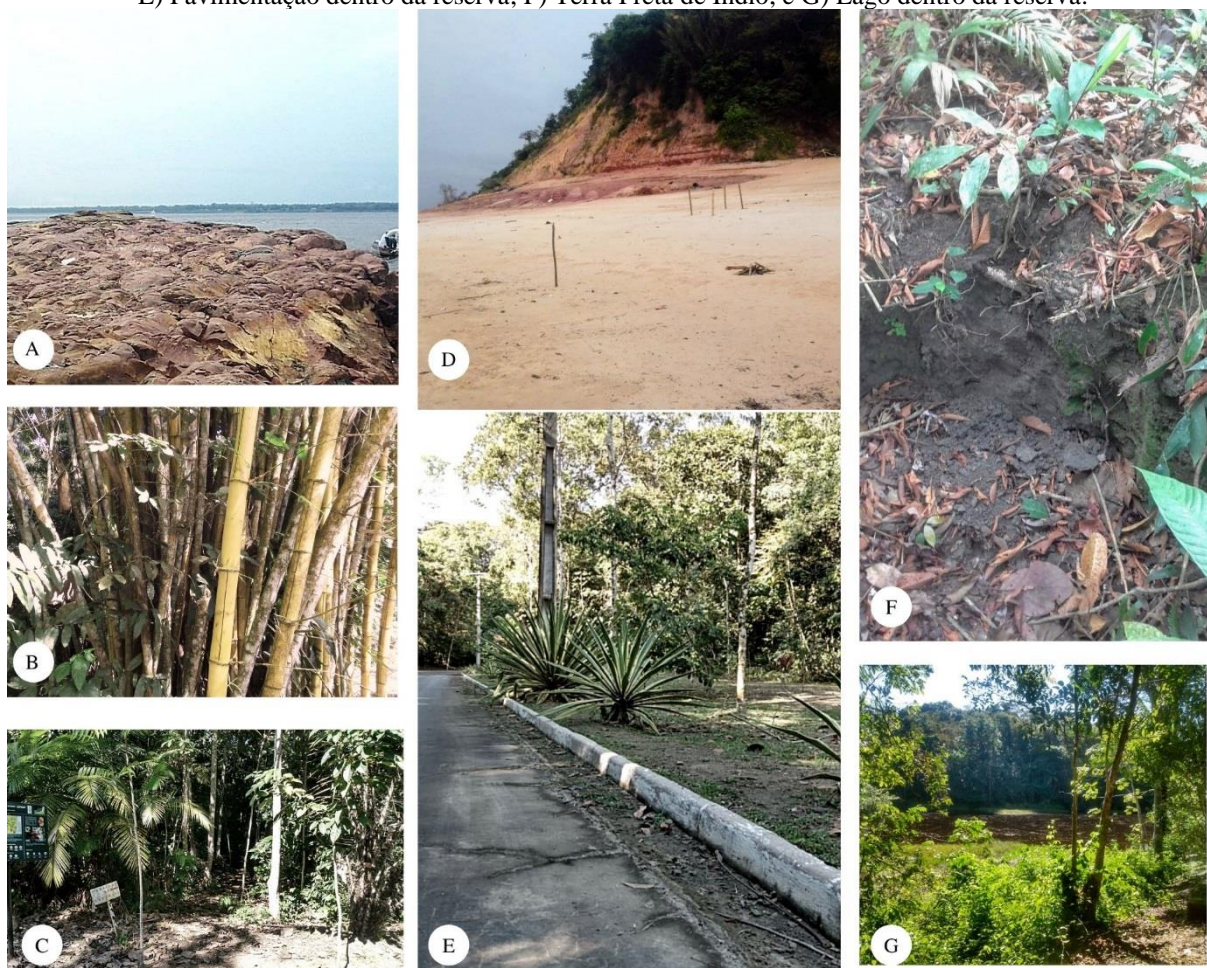 E) Pavimentação dentro da reserva; F) Terra Preta de Índio; e G) Lago dentro da reserva.
A
D
F
B
C
E
G